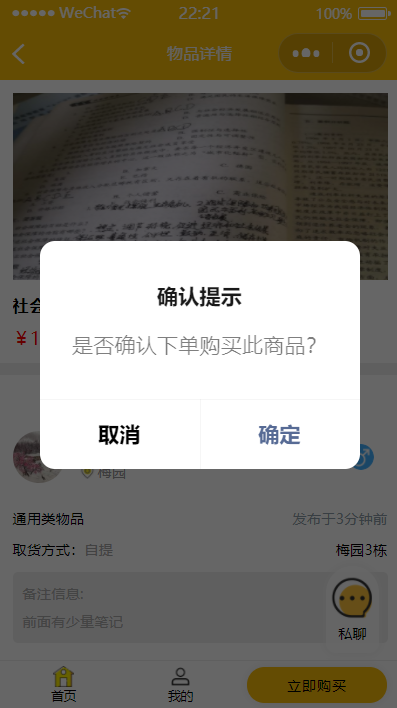 WeChat 22:21 100%
物品详情
社会
¥1
确认提示
是否确认下单购买此商品?
取消 确定
梅园
通用类物品 发布于3分钟前
取货方式: 自提 梅园3栋
备注信息:
前面有少量笔记
私聊
首页 我的 立即购买